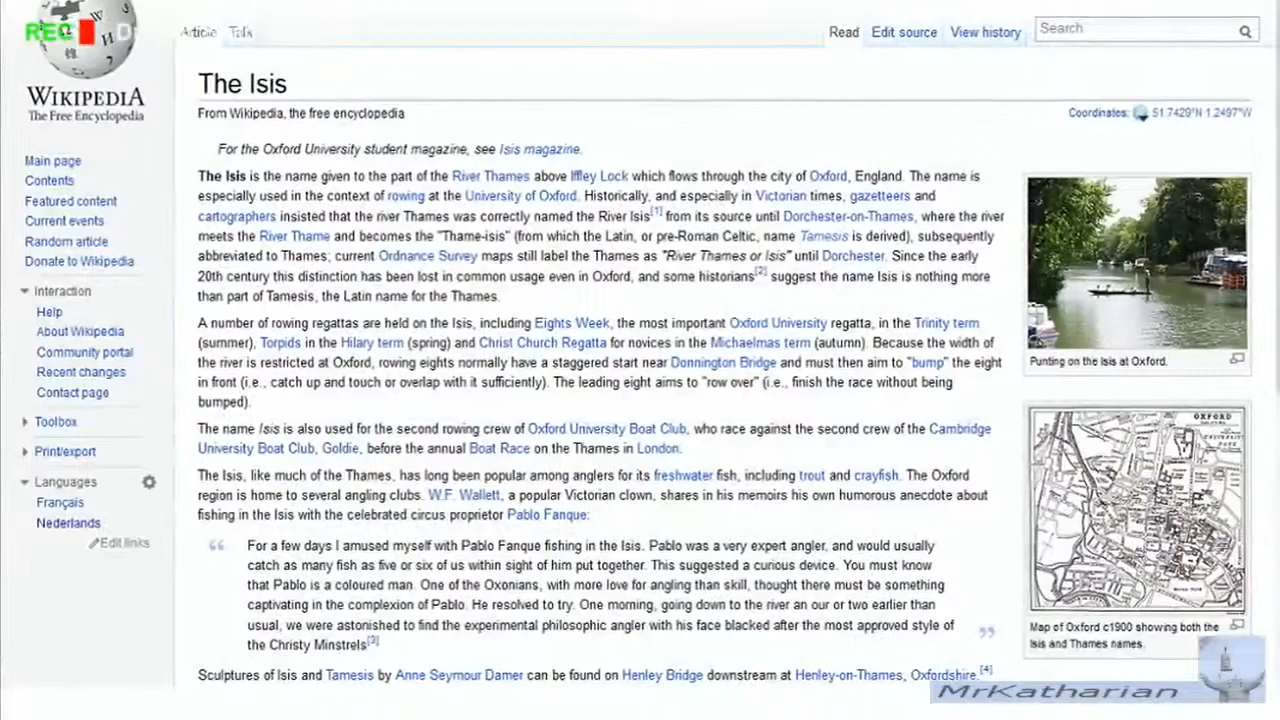 REC
Article Talk Read Edit source View history Search
WIKIPEDIA
The Free Encyclopedia
Main page
Contents
Featured content
Current events
Random article
Donate to Wikipedia
Interaction
Help
About Wikipedia
Community portal
Recent changes
Contact page
Toolbox
Print/export
Languages
Français
Nederlands
Edit links
The Isis
From Wikipedia, the free encyclopedia
Coordinates: 51.7429°N 1.2497°W
For the Oxford University student magazine, see Isis magazine.
The Isis is the name given to the part of the River Thames above Iffley Lock which flows through the city of Oxford, England. The name is
especially used in the context of rowing at the University of Oxford. Historically, and especially in Victorian times, gazetteers and
cartographers insisted that the river Thames was correctly named the River Isis[1] from its source until Dorchester-on-Thames, where the river
meets the River Thame and becomes the "Thame-isis" (from which the Latin, or pre-Roman Celtic, name Tamesis is derived), subsequently
abbreviated to Thames; current Ordnance Survey maps still label the Thames as "River Thames or Isis" until Dorchester. Since the early
20th century this distinction has been lost in common usage even in Oxford, and some historians[2] suggest the name Isis is nothing more
than part of Tamesis, the Latin name for the Thames.
A number of rowing regattas are held on the Isis, including Eights Week, the most important Oxford University regatta, in the Trinity term
(summer), Torpids in the Hilary term (spring) and Christ Church Regatta for novices in the Michaelmas term (autumn). Because the width of
the river is restricted at Oxford, rowing eights normally have a staggered start near Donnington Bridge and must then aim to "bump" the eight
in front (i.e., catch up and touch or overlap with it sufficiently). The leading eight aims to "row over" (i.e., finish the race without being
bumped).
The name Isis is also used for the second rowing crew of Oxford University Boat Club, who race against the second crew of the Cambridge
University Boat Club, Goldie, before the annual Boat Race on the Thames in London.
The Isis, like much of the Thames, has long been popular among anglers for its freshwater fish, including trout and crayfish. The Oxford
region is home to several angling clubs. W.F. Wallett, a popular Victorian clown, shares in his memoirs his own humorous anecdote about
fishing in the Isis with the celebrated circus proprietor Pablo Fanque:
“ For a few days I amused myself with Pablo Fanque fishing in the Isis. Pablo was a very expert angler, and would usually
catch as many fish as five or six of us within sight of him put together. This suggested a curious device. You must know
that Pablo is a coloured man. One of the Oxonians, with more love for angling than skill, thought there must be something
captivating in the complexion of Pablo. He resolved to try. One morning, going down to the river an our or two earlier than
usual, we were astonished to find the experimental philosophic angler with his face blacked after the most approved style of
the Christy Minstrels[3] ”
Sculptures of Isis and Tamesis by Anne Seymour Damer can be found on Henley Bridge downstream at Henley-on-Thames, Oxfordshire.[4]
Punting on the Isis at Oxford.
OXFORD
Map of Oxford c1900 showing both the
Isis and Thames names.
MrKatharian